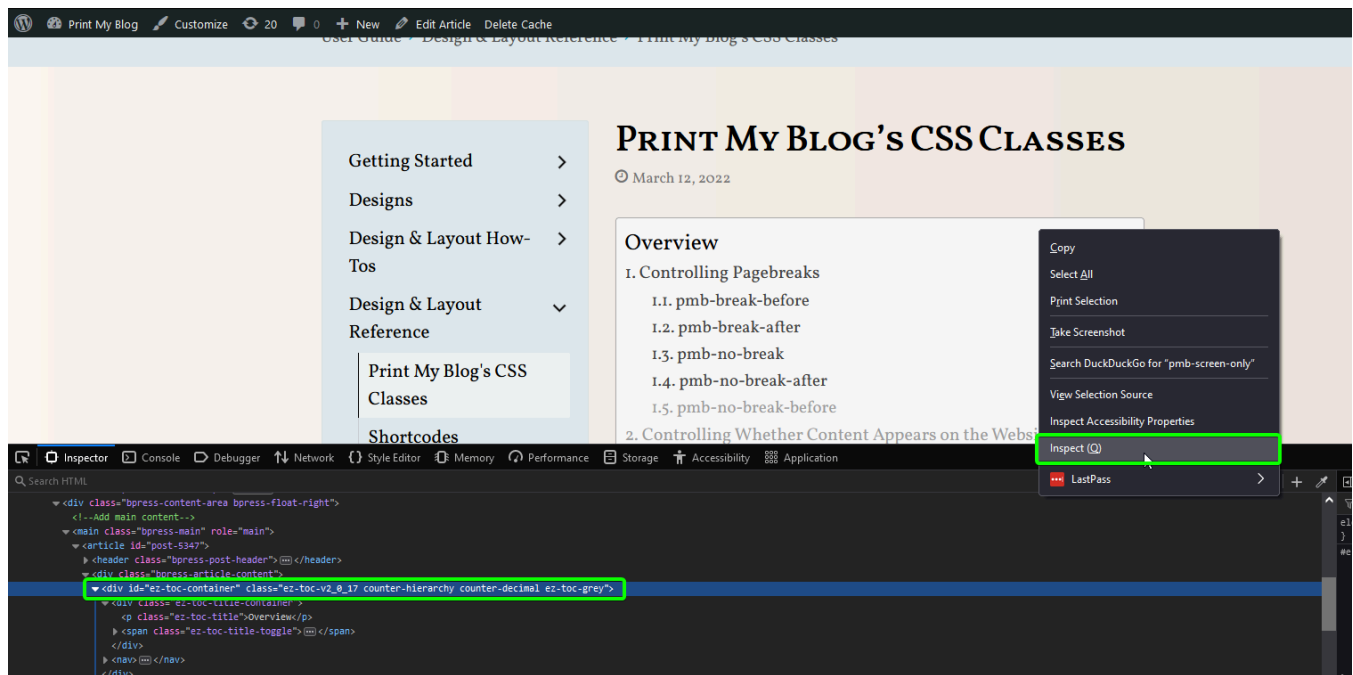 Print My Blog Customize 20 0 New Edit Article Delete Cache
User Guide > Design & Layout Reference > Print My Blog's CSS Classes
Getting Started
Designs
Design & Layout How-
Tos
Design & Layout
Reference
Print My Blog's CSS
Classes
Shortcodes
Print My Blog's CSS Classes
March 12, 2022
Overview
1. Controlling Pagebreaks
1.1. pmb-break-before
1.2. pmb-break-after
1.3. pmb-no-break
1.4. pmb-no-break-after
1.5. pmb-no-break-before
2. Controlling Whether Content Appears on the Websi
Copy
Select All
Print Selection
Take Screenshot
Search DuckDuckGo for "pmb-screen-only"
View Selection Source
Inspect Accessibility Properties
Inspect (Q)
LastPass
Inspector Console Debugger Network {} Style Editor Memory Performance Storage Accessibility Application
Search HTML
<div class="bpress-content-area bpress-float-right">
<!--Add main content-->
<main class="bpress-main" role="main">
<article id="post-5347">
<header class="bpress-post-header"></header>
<div class="bpress-article-content">
<div id="ez-toc-container" class="ez-toc-v2_0_17 counter-hierarchy counter-decimal ez-toc-grey">
<div class="ez-toc-title-container">
<p class="ez-toc-title">Overview</p>
<span class="ez-toc-title-toggle"></span>
</div>
<nav></nav>
</div>
el
}
#e